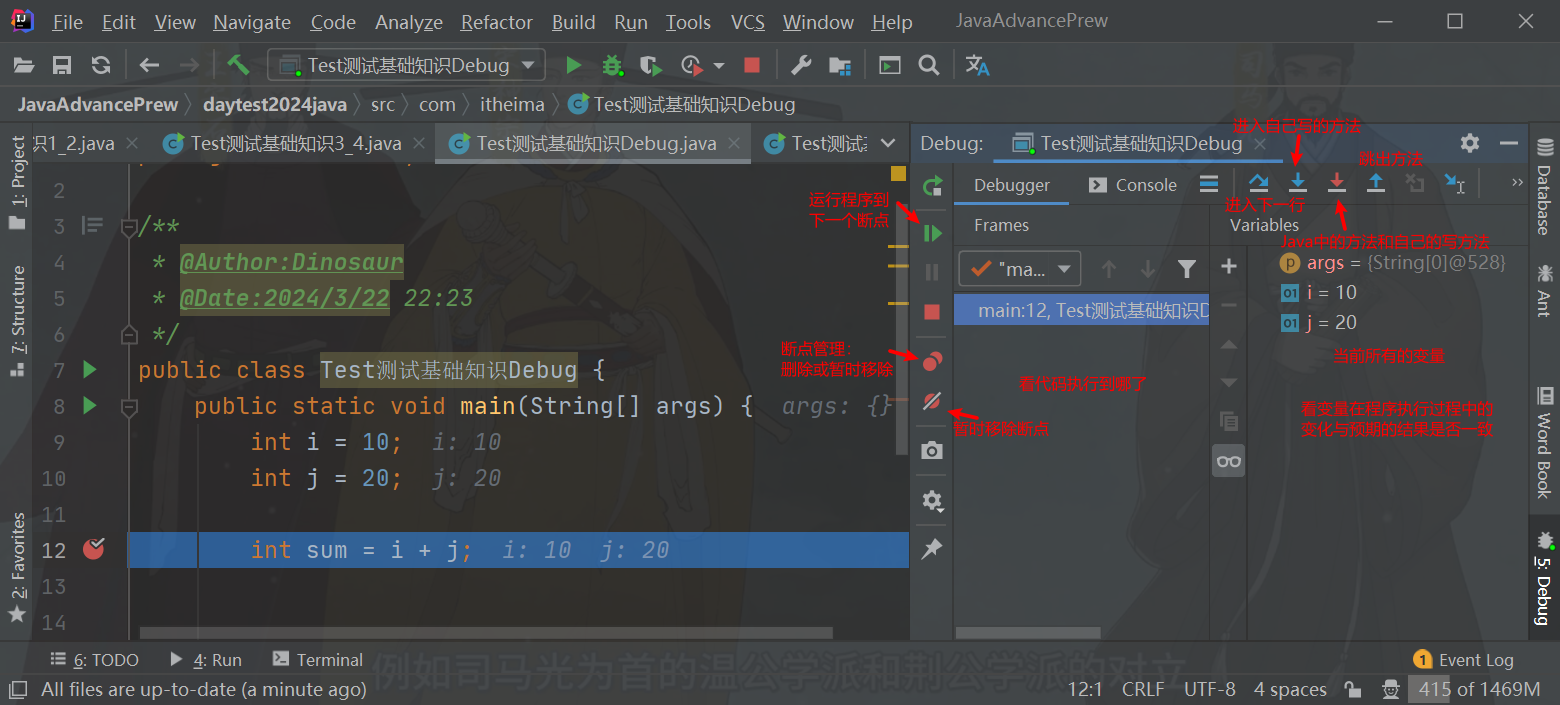 File Edit View Navigate Code Analyze Refactor Build Run Tools VCS Window Help JavaAdvancePrew
Test测试基础知识Debug
JavaAdvancePrew daytest2024java src com itheima Test测试基础知识Debug
识1_2.java Test测试基础知识3_4.java Test测试基础知识Debug.java Test测试
Debug: Test测试基础知识Debug
进入自己写的方法
跳出方法
Debugger Console
进入下一行
Java中的方法和自己的写方法
运行程序到
下一个断点
Frames
Variables
"ma...
main:12, Test测试基础知识D
args = {String[0]@528}
i = 10
j = 20
当前所有的变量
看代码执行到哪了
看变量在程序执行过程中的
变化与预期的结果是否一致
断点管理:
删除或暂时移除
暂时移除断点
2
3 /**
4 * @Author:Dinosaur
5 * @Date:2024/3/22 22:23
6 */
7 public class Test测试基础知识Debug {
8 public static void main(String[] args) { args: {}
9 int i = 10; i: 10
10 int j = 20; j: 20
11
12 int sum = i + j; i: 10 j: 20
13
14
1: Project
7: Structure
2: Favorites
Database
Ant
Word Book
5: Debug
6: TODO 4: Run Terminal
1 Event Log
例如司马光为首的温公学派和荆公学派的对立
All files are up-to-date (a minute ago)
12:1 CRLF UTF-8 4 spaces 415 of 1469M